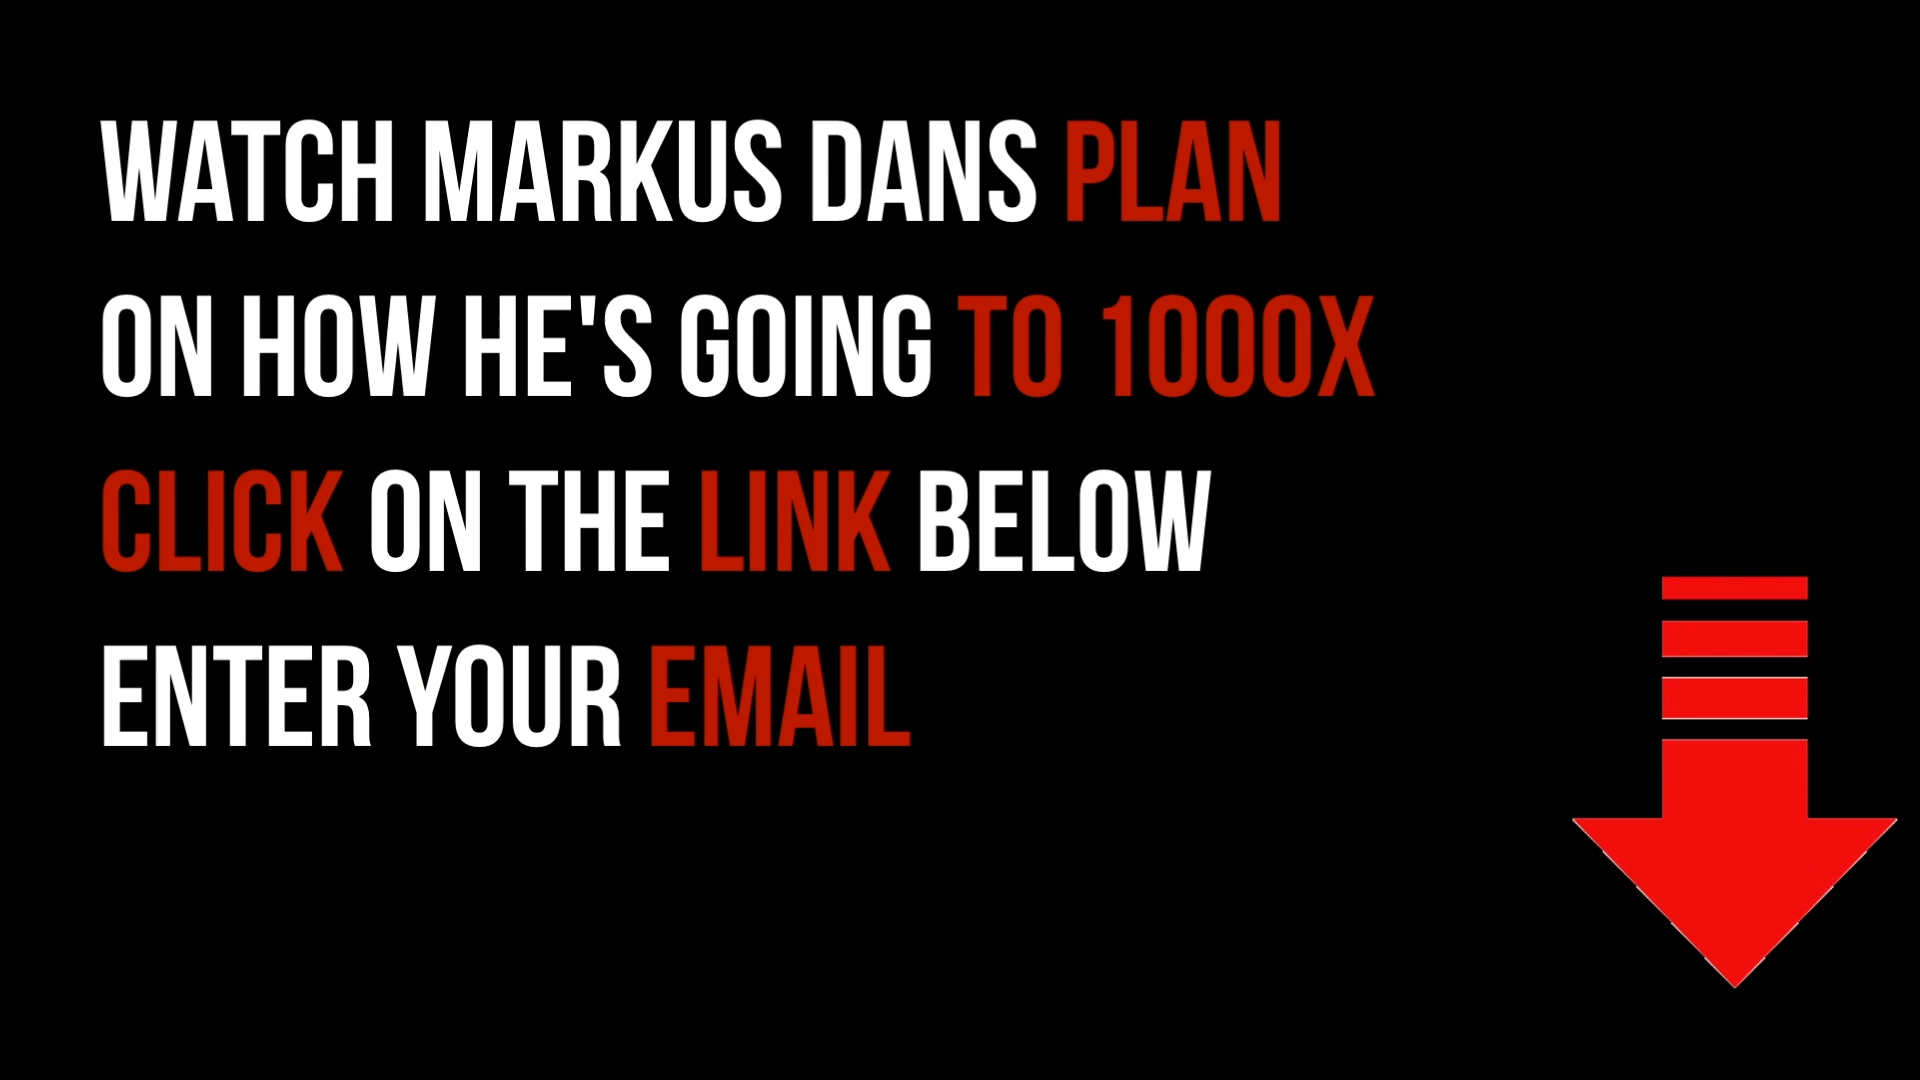 WATCH MARKUS DANS PLAN
ON HOW HE'S GOING TO 1000X
CLICK ON THE LINK BELOW
ENTER YOUR EMAIL